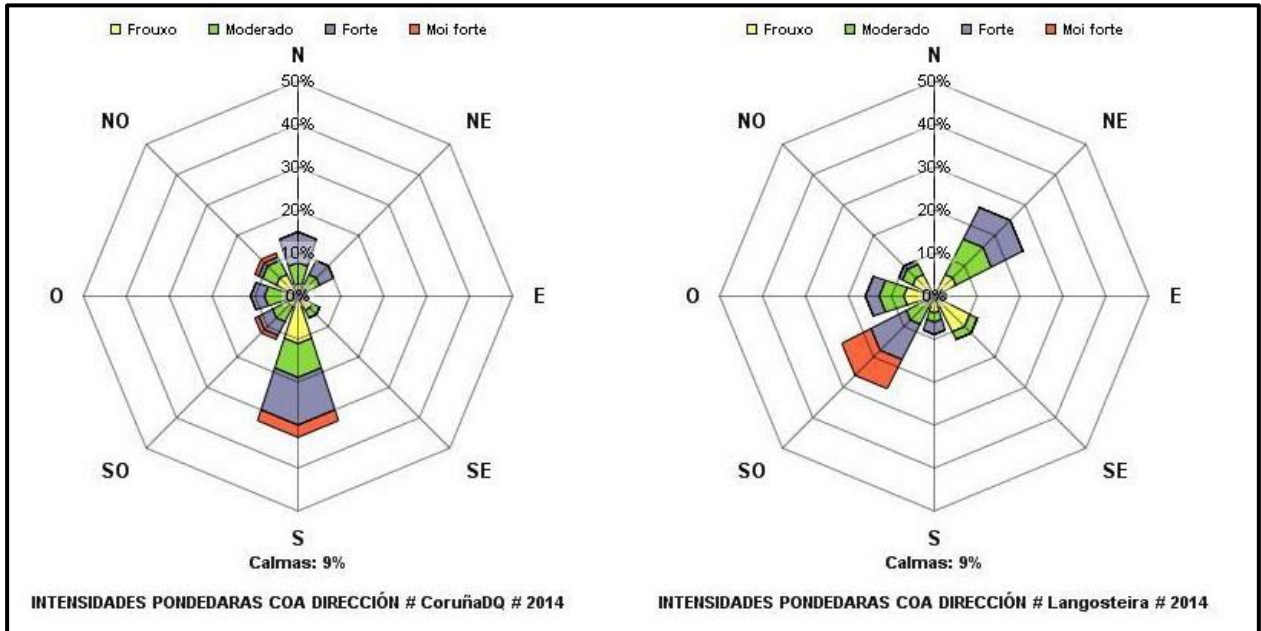 Frouxo Moderado Forte Moi forte
N
50%
40%
30%
20%
10%
0%
NO
NE
O
E
SO
SE
S
Calmas: 9%
INTENSIDADES PONDEDARAS COA DIRECCIÓN # CoruñaDQ # 2014
Frouxo Moderado Forte Moi forte
N
50%
40%
30%
20%
10%
0%
NO
NE
O
E
SO
SE
S
Calmas: 9%
INTENSIDADES PONDEDARAS COA DIRECCIÓN # Langosteira # 2014